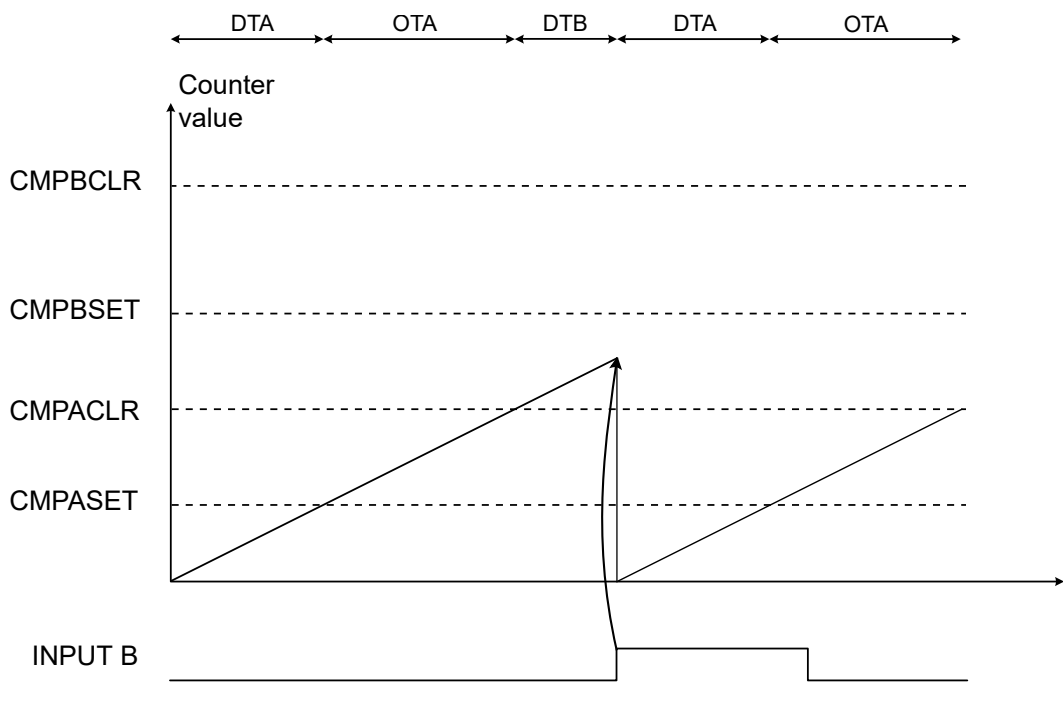 DTA OTA DTB DTA OTA
Counter
value
CMPBCLR
CMPBSET
CMPACLR
CMPASET
INPUT B